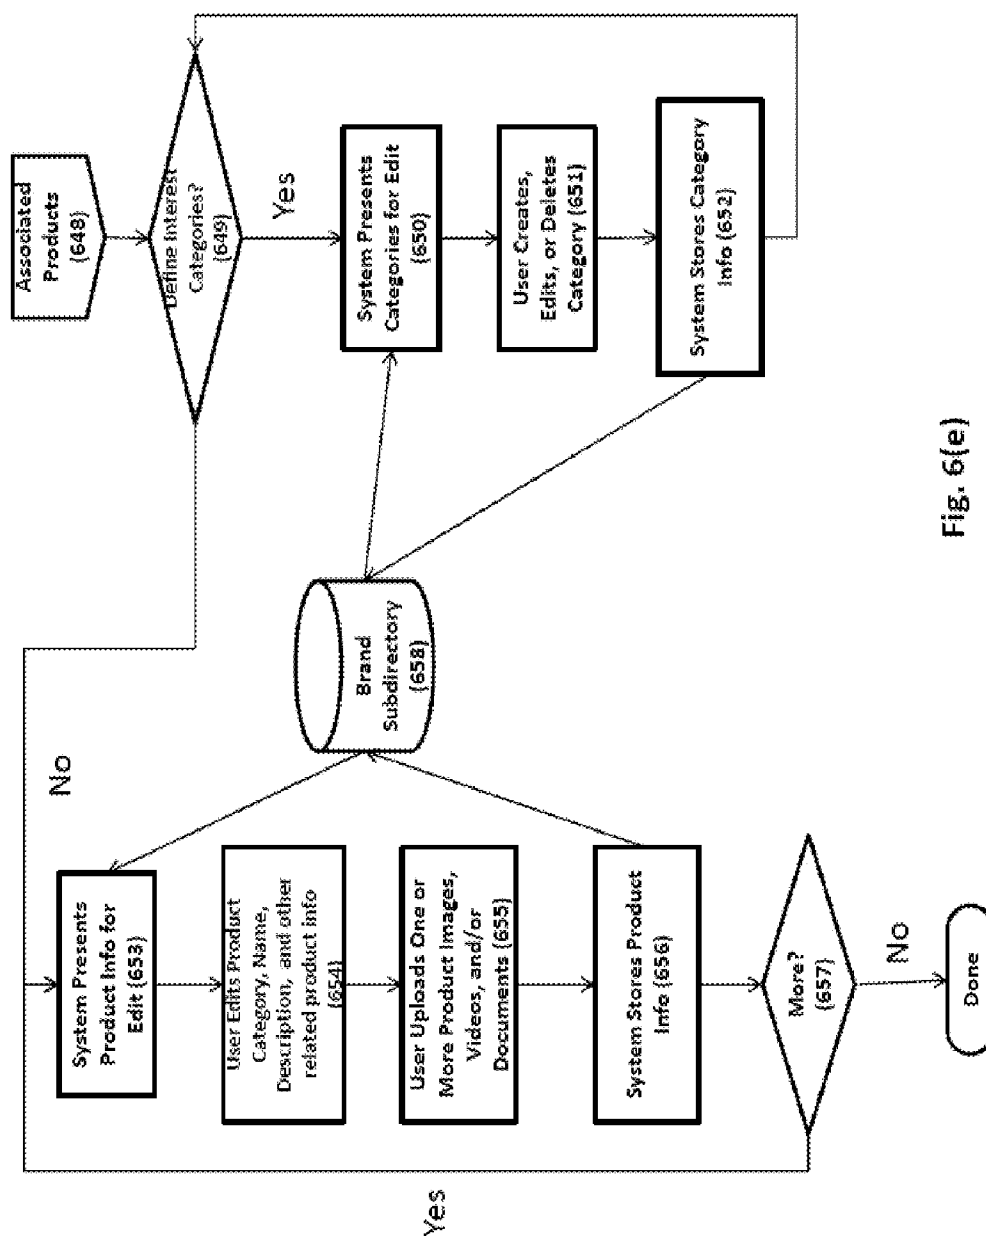 Associated
Products
(648)
Define Interest
Categories?
(649)
Yes
System Presents
Categories for Edit
(650)
User Creates,
Edits, or Deletes
Category (651)
System Stores Category
Info (652)
No
Brand
Subdirectory
(658)
System Presents
Product Info for
Edit (653)
User Edits Product
Category, Name,
Description, and other
related product info
(654)
User Uploads One or
More Product Images,
Videos, and/or
Documents (655)
System Stores Product
Info (656)
More?
(657)
Yes
No
Done
Fig. 6(e)